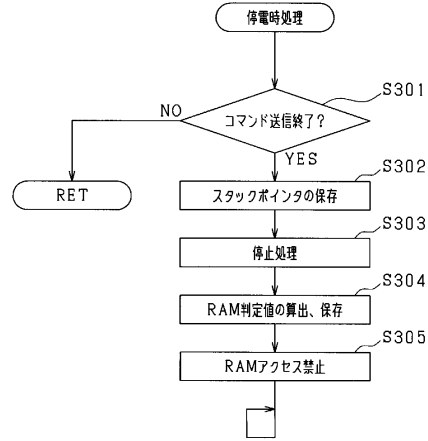 停電時処理
S301
コマンド送信終了?
NO
YES
RET
S302
スタックポインタの保存
S303
停止処理
S304
RAM判定値の算出、保存
S305
RAMアクセス禁止